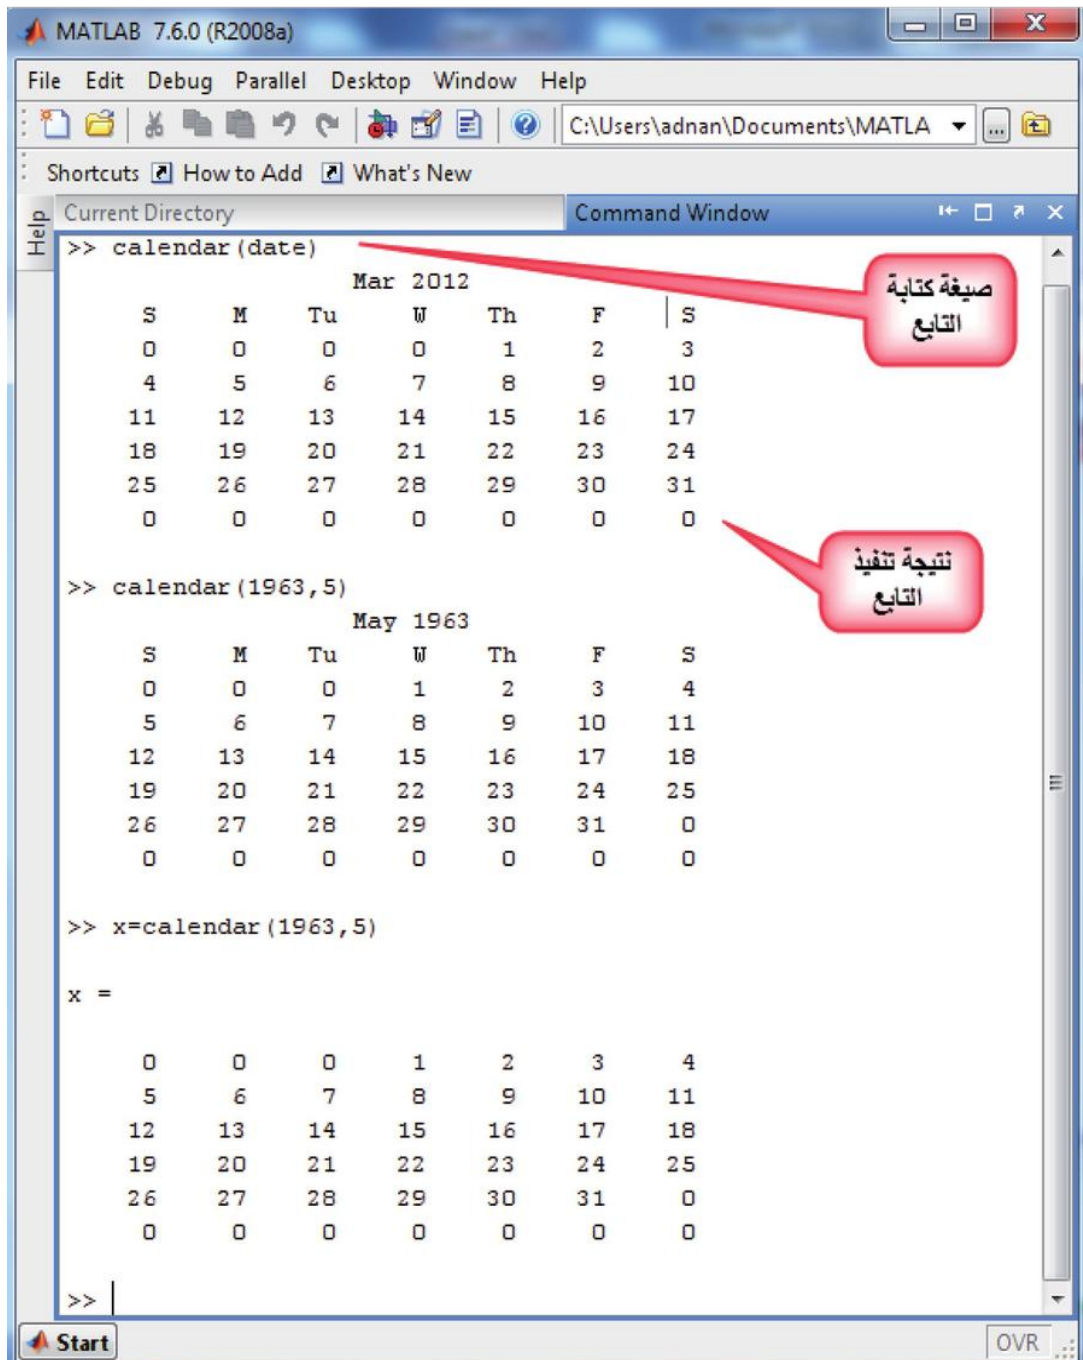 MATLAB 7.6.0 (R2008a)
File Edit Debug Parallel Desktop Window Help
C:\Users\adnan\Documents\MATLA
Shortcuts How to Add What's New
Help
Current Directory Command Window
>> calendar(date)
صيغة كتابة
التابع
Mar 2012
S M Tu W Th F S
0 0 0 0 1 2 3
4 5 6 7 8 9 10
11 12 13 14 15 16 17
18 19 20 21 22 23 24
25 26 27 28 29 30 31
0 0 0 0 0 0 0
نتيجة تنفيذ
التابع
>> calendar(1963,5)
May 1963
S M Tu W Th F S
0 0 0 1 2 3 4
5 6 7 8 9 10 11
12 13 14 15 16 17 18
19 20 21 22 23 24 25
26 27 28 29 30 31 0
0 0 0 0 0 0 0
>> x=calendar(1963,5)
x =
0 0 0 1 2 3 4
5 6 7 8 9 10 11
12 13 14 15 16 17 18
19 20 21 22 23 24 25
26 27 28 29 30 31 0
0 0 0 0 0 0 0
>>
Start OVR